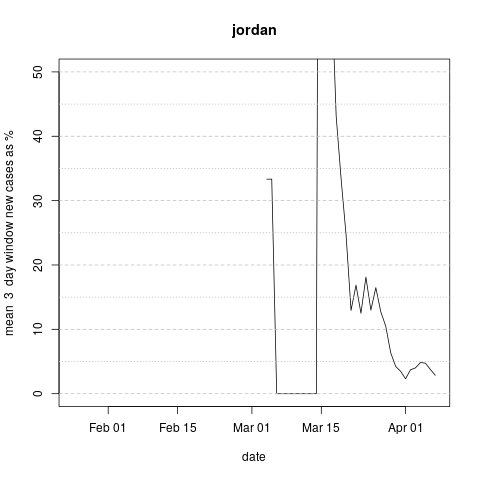 jordan
mean 3 day window new cases as %
50
40
30
20
10
0
Feb 01
Feb 15
Mar 01
Mar 15
Apr 01
date